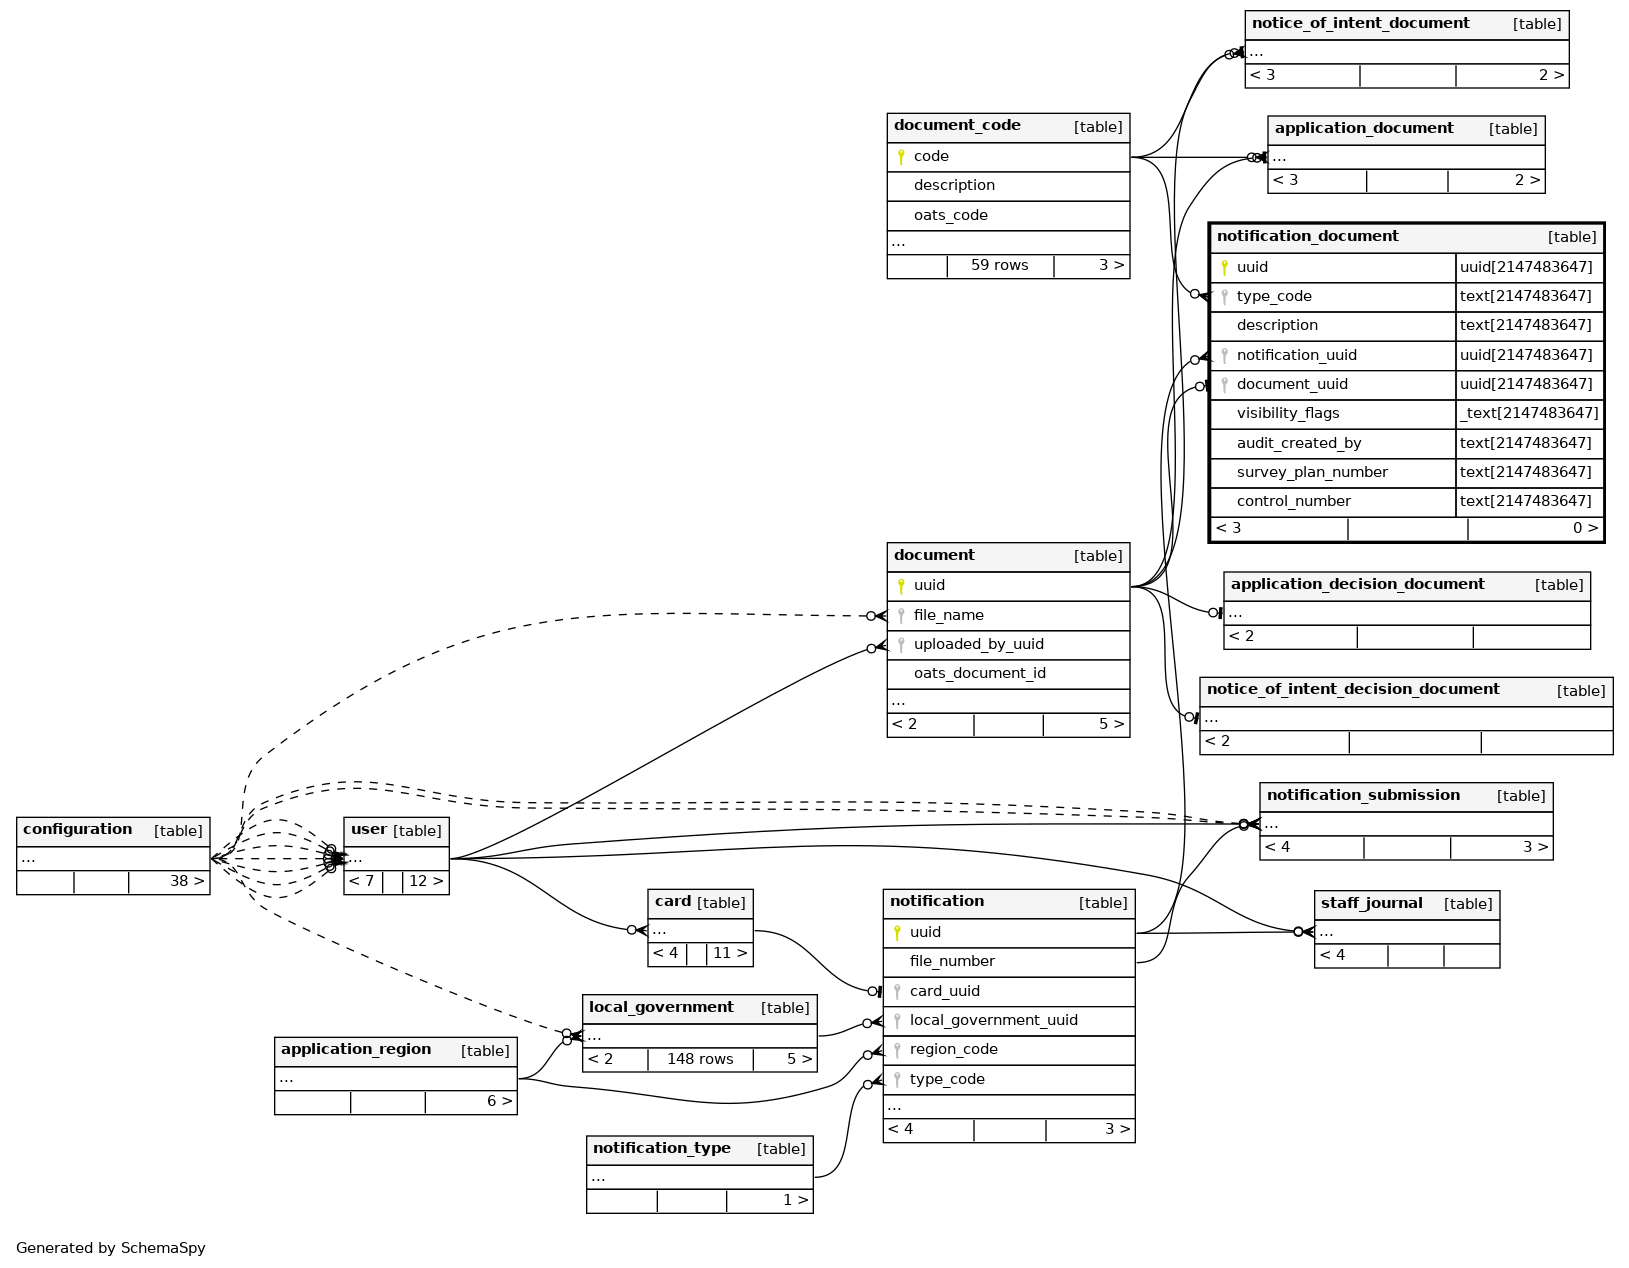 notice_of_intent_document [table]
...
< 3 2 >
document_code [table]
code
description
oats_code
...
59 rows 3 >
application_document [table]
...
< 3 2 >
notification_document [table]
uuid uuid[2147483647]
type_code text[2147483647]
description text[2147483647]
notification_uuid uuid[2147483647]
document_uuid uuid[2147483647]
visibility_flags _text[2147483647]
audit_created_by text[2147483647]
survey_plan_number text[2147483647]
control_number text[2147483647]
< 3 0 >
document [table]
uuid
file_name
uploaded_by_uuid
oats_document_id
...
< 2 5 >
application_decision_document [table]
...
< 2
notice_of_intent_decision_document [table]
...
< 2
configuration [table]
...
38 >
user [table]
...
< 7 12 >
notification_submission [table]
...
< 4 3 >
card [table]
...
< 4 11 >
notification [table]
uuid
file_number
card_uuid
local_government_uuid
region_code
type_code
...
< 4 3 >
staff_journal [table]
...
< 4
local_government [table]
...
< 2 148 rows 5 >
application_region [table]
...
6 >
notification_type [table]
...
1 >
Generated by SchemaSpy